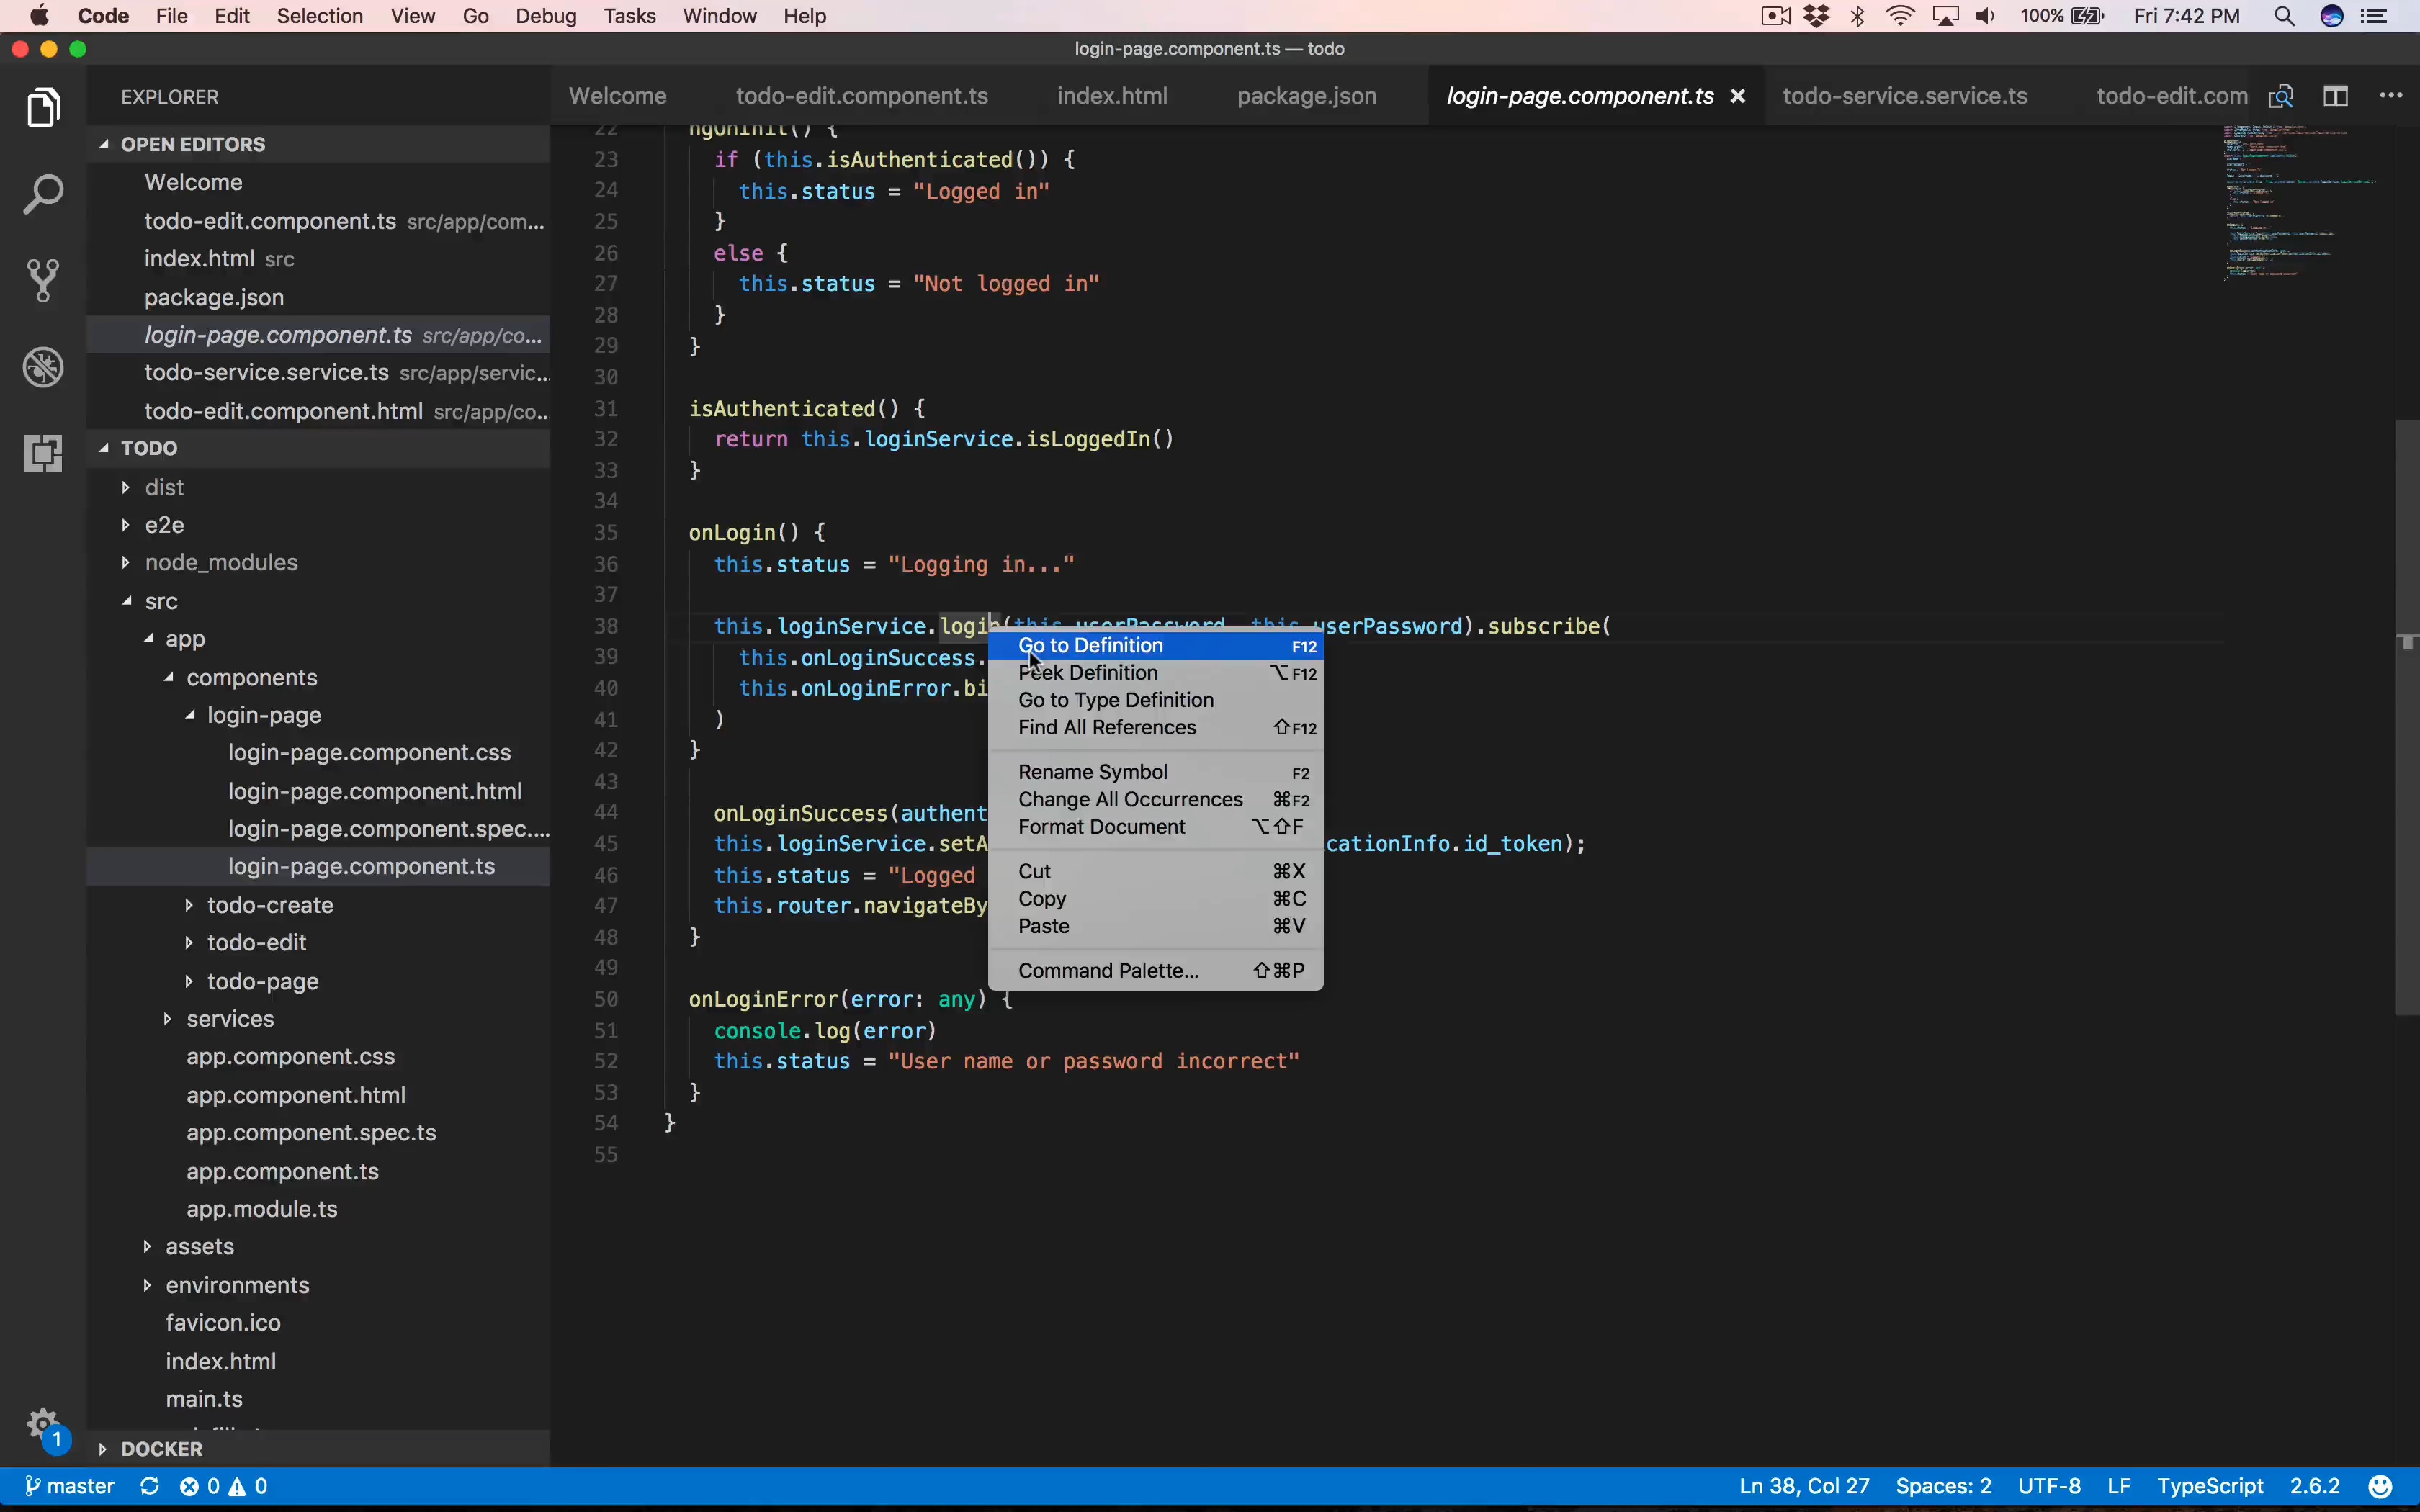 Code File Edit Selection View Go Debug Tasks Window Help 100% Fri 7:42 PM
login-page.component.ts — todo
EXPLORER
Welcome todo-edit.component.ts index.html package.json login-page.component.ts × todo-service.service.ts todo-edit.com
OPEN EDITORS
Welcome
todo-edit.component.ts src/app/com...
index.html src
package.json
login-page.component.ts src/app/co...
todo-service.service.ts src/app/servic...
todo-edit.component.html src/app/co...
TODO
dist
e2e
node_modules
src
app
components
login-page
login-page.component.css
login-page.component.html
login-page.component.spec....
login-page.component.ts
todo-create
todo-edit
todo-page
services
app.component.css
app.component.html
app.component.spec.ts
app.component.ts
app.module.ts
assets
environments
favicon.ico
index.html
main.ts
DOCKER
22 ngOnInit() {
23 if (this.isAuthenticated()) {
24 this.status = "Logged in"
25 }
26 else {
27 this.status = "Not logged in"
28 }
29 }
30
31 isAuthenticated() {
32 return this.loginService.isLoggedIn()
33 }
34
35 onLogin() {
36 this.status = "Logging in..."
37
38 this.loginService.login(this.userPassword, this.userPassword).subscribe(
39 this.onLoginSuccess.
40 this.onLoginError.bi
41 )
42 }
43
44 onLoginSuccess(authent
45 this.loginService.setA cationInfo.id_token);
46 this.status = "Logged
47 this.router.navigateBy
48 }
49
50 onLoginError(error: any) {
51 console.log(error)
52 this.status = "User name or password incorrect"
53 }
54 }
55
Go to Definition F12
Peek Definition ⌥F12
Go to Type Definition
Find All References ⇧F12
Rename Symbol F2
Change All Occurrences ⌘F2
Format Document ⌥⇧F
Cut ⌘X
Copy ⌘C
Paste ⌘V
Command Palette... ⇧⌘P
1
master 0 0 Ln 38, Col 27 Spaces: 2 UTF-8 LF TypeScript 2.6.2